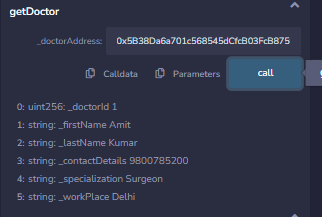 getDoctor
_doctorAddress: 0x5B38Da6a701c568545dCfcB03FcB875
Calldata Parameters call
0: uint256: _doctorId 1
1: string: _firstName Amit
2: string: _lastName Kumar
3: string: _contactDetails 9800785200
4: string: _specialization Surgeon
5: string: _workPlace Delhi